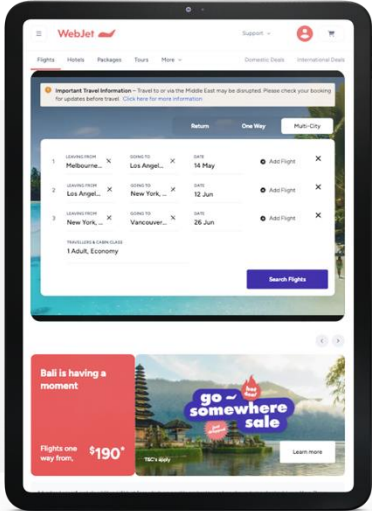 WebJet
Support
Flights Hotels Packages Tours More Domestic Deals International Deals
Important Travel Information – Travel to or via the Middle East may be disrupted. Please check your booking
for updates before travel. Click here for more information
Return One Way Multi-City
LEAVING FROM GOING TO DATE
1 Melbourne... Los Angel... 14 May Add Flight
LEAVING FROM GOING TO DATE
2 Los Angel... New York, ... 12 Jun Add Flight
LEAVING FROM GOING TO DATE
3 New York, ... Vancouver... 26 Jun Add Flight
TRAVELLERS & CABIN CLASS
1 Adult, Economy
Search Flights
Bali is having a
moment
Flights one
way from, $190*
go
somewhere
sale
T&C's apply
Learn more